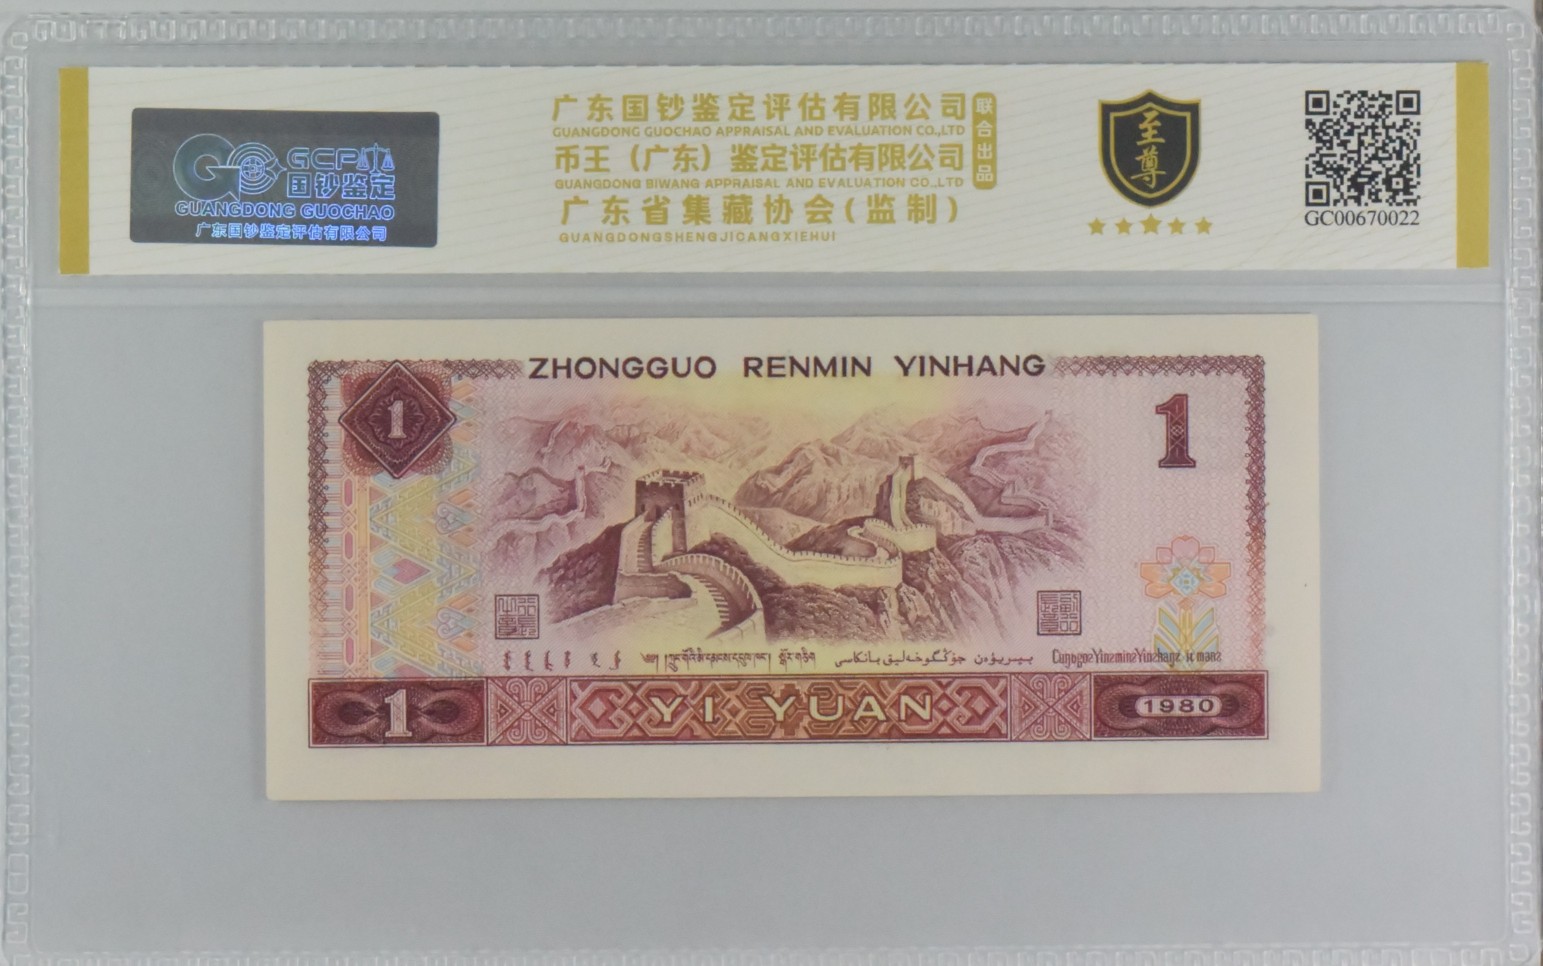 GCP
国钞鉴定
GUANGDONG GUOCHAO
广东国钞鉴定评估有限公司
广东国钞鉴定评估有限公司
GUANGDONG GUOCHAO APPRAISAL AND EVALUATION CO.,LTD
币王（广东）鉴定评估有限公司
GUANGDONG BIWANG APPRAISAL AND EVALUATION CO.,LTD
广东省集藏协会(监制)
GUANGDONGSHENGJICANGXIEHUI
联合出品
至尊
GC00670022
ZHONGGUO RENMIN YINHANG
1
1
1
YI YUAN
1980